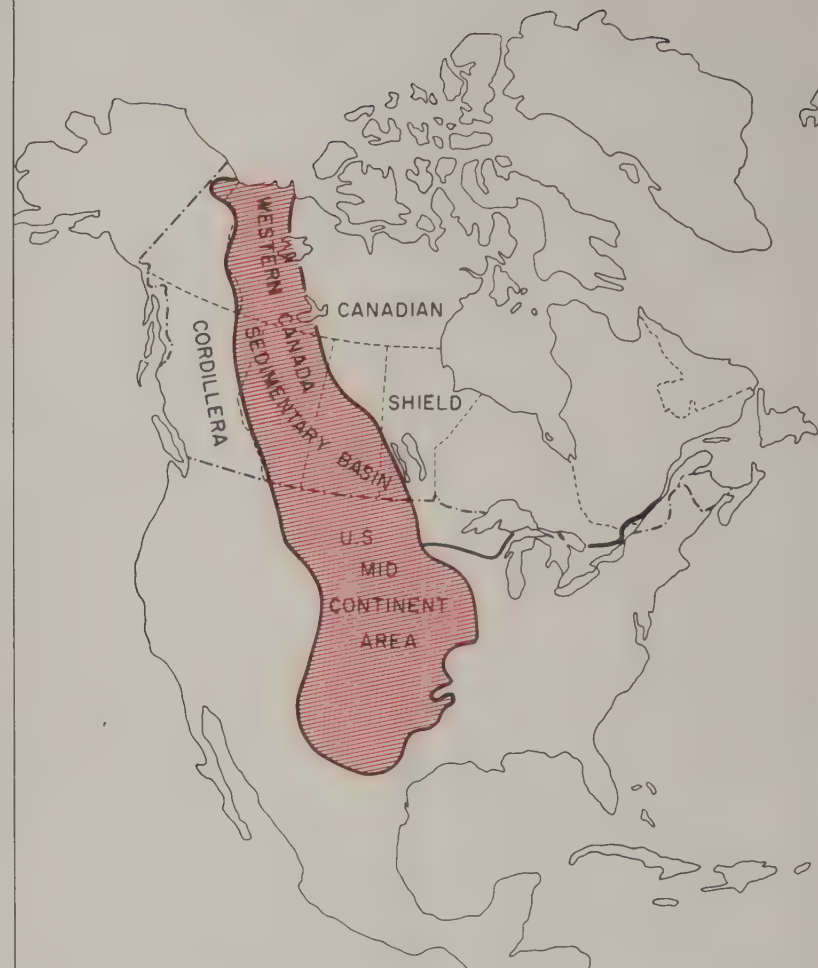 WESTERN CANADA
SEDIMENTARY BASIN
CORDILLERA
CANADIAN
SHIELD
U.S
MID
CONTINENT
AREA